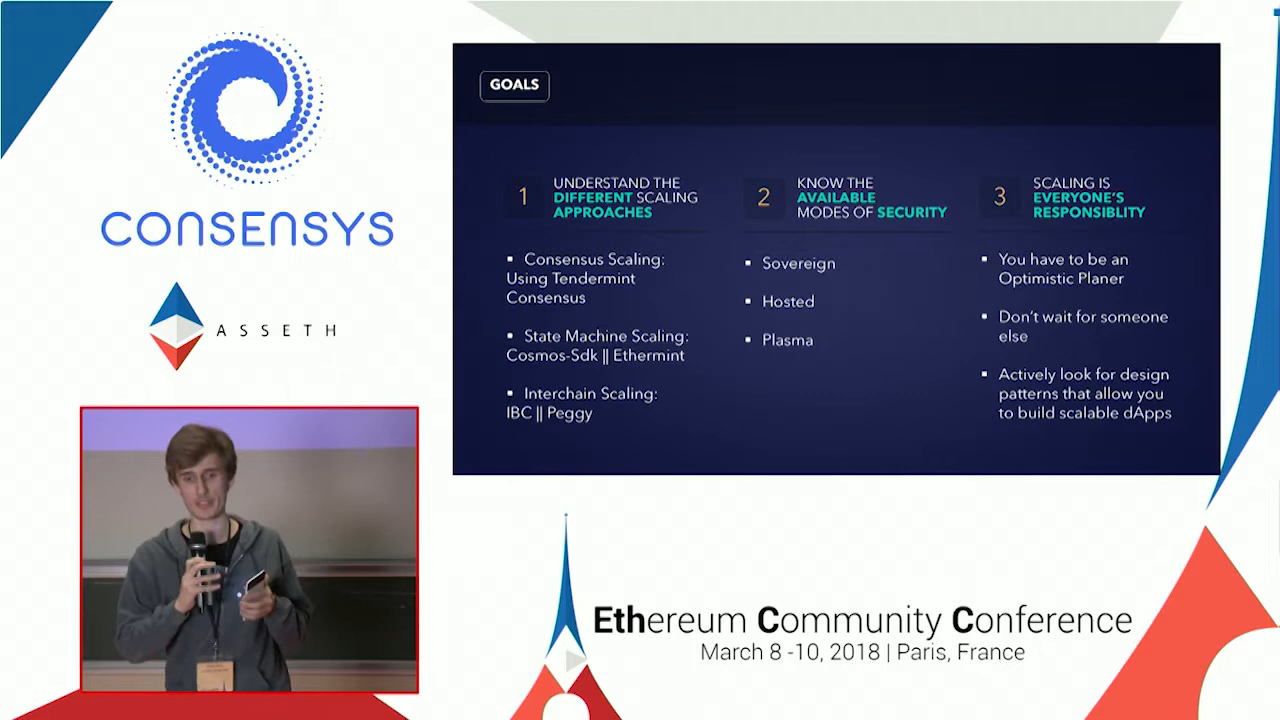 CONSENSYS
ASSETH
GOALS
1
UNDERSTAND THE
DIFFERENT SCALING
APPROACHES
▪ Consensus Scaling:
Using Tendermint
Consensus
▪ State Machine Scaling:
Cosmos-Sdk || Ethermint
▪ Interchain Scaling:
IBC || Peggy
2
KNOW THE
AVAILABLE
MODES OF SECURITY
▪ Sovereign
▪ Hosted
▪ Plasma
3
SCALING IS
EVERYONE'S
RESPONSIBLITY
▪ You have to be an
Optimistic Planer
▪ Don't wait for someone
else
▪ Actively look for design
patterns that allow you
to build scalable dApps
Ethereum Community Conference
March 8 -10, 2018 | Paris, France